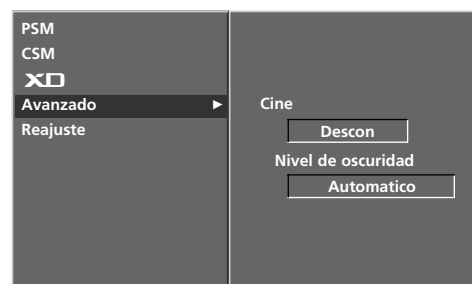 PSM
CSM
XD
Avanzado ►
Reajuste
Cine
Descon
Nivel de oscuridad
Automatico